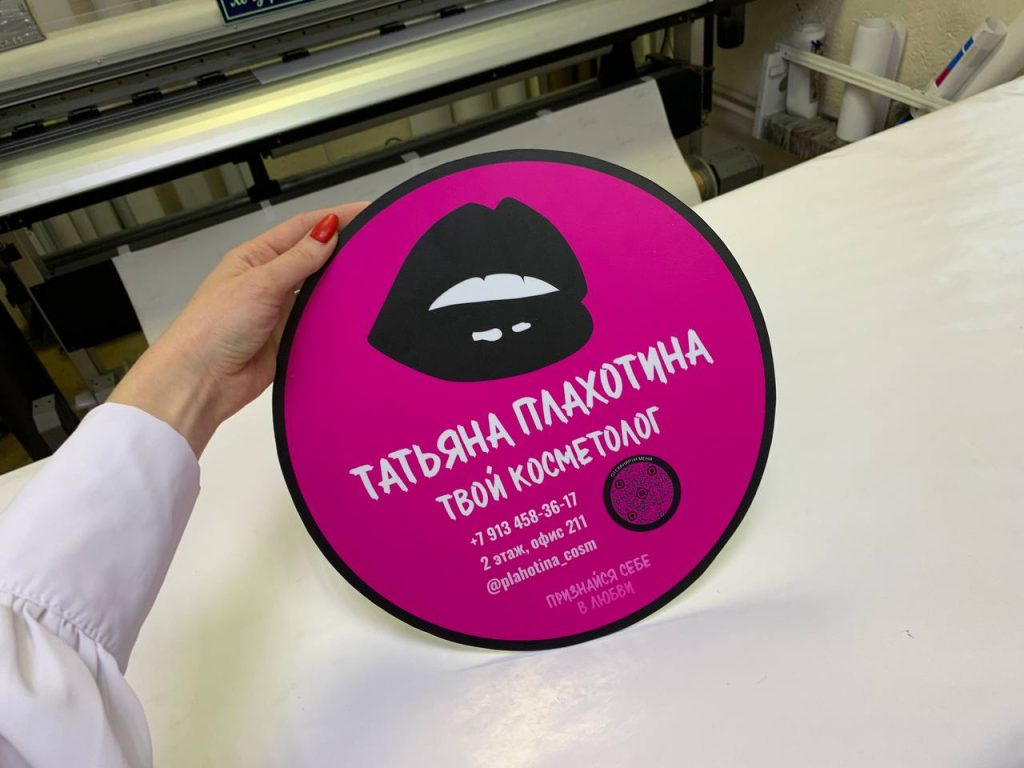 ТАТЬЯНА ПЛАХОТИНА
ТВОЙ КОСМЕТОЛОГ
+7 913 458-36-17
2 этаж, офис 211
@plahotina_cosm
ПРИЗНАЙСЯ СЕБЕ
В ЛЮБВИ